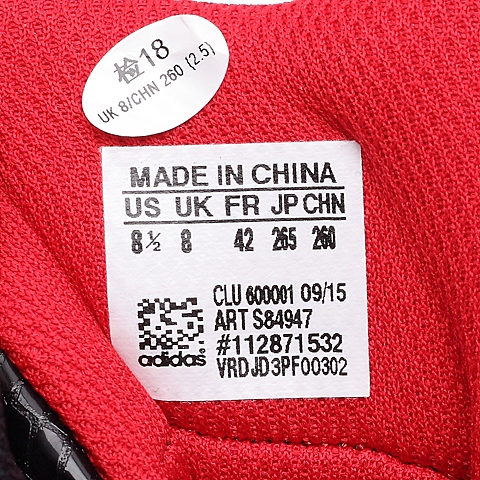 检18
UK 8/CHN 260 (2.5)
MADE IN CHINA
US UK FR JP CHN
8½ 8 42 265 260
CLU 600001 09/15
ART S84947
#112871532
VRDJD3PF00302
adidas